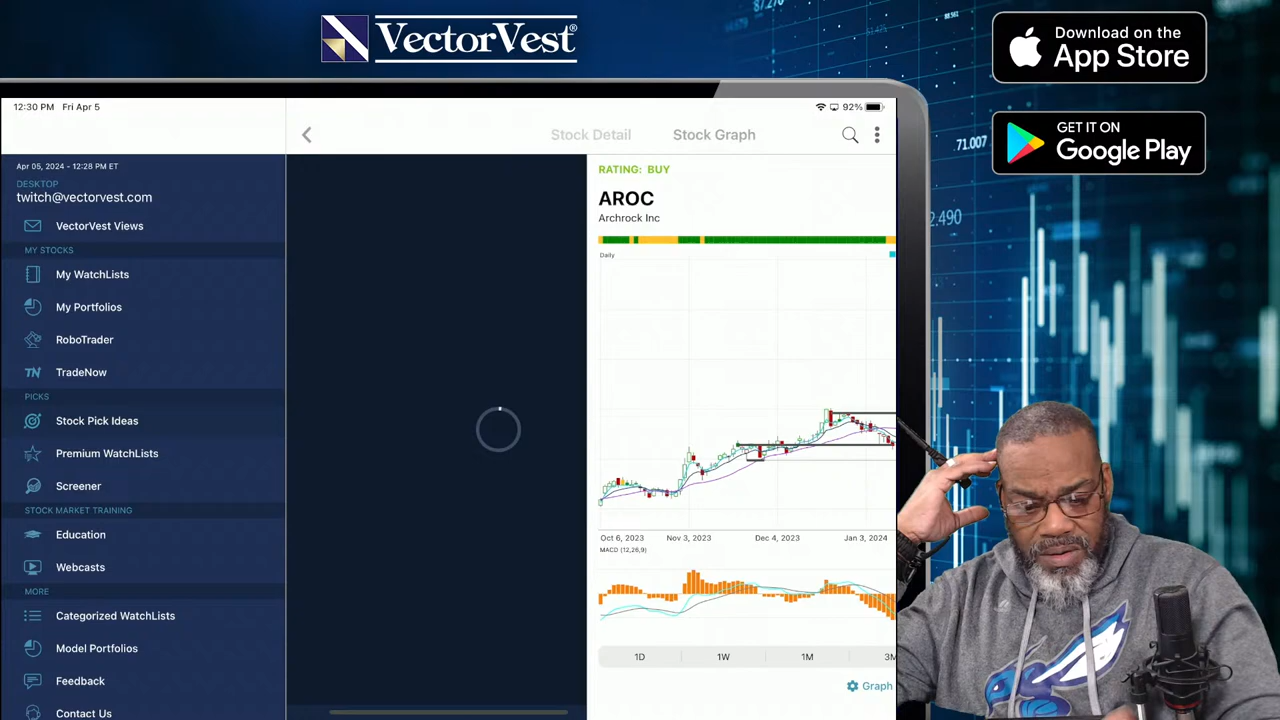 VectorVest®
Download on the
App Store
GET IT ON
Google Play
87.270
71.007
2.490
12:30 PM Fri Apr 5
92%
Stock Detail
Stock Graph
Apr 05, 2024 - 12:28 PM ET
DESKTOP
twitch@vectorvest.com
VectorVest Views
MY STOCKS
My WatchLists
My Portfolios
RoboTrader
TN TradeNow
PICKS
Stock Pick Ideas
Premium WatchLists
Screener
STOCK MARKET TRAINING
Education
Webcasts
MORE
Categorized WatchLists
Model Portfolios
Feedback
Contact Us
RATING: BUY
AROC
Archrock Inc
Daily
Oct 6, 2023
Nov 3, 2023
Dec 4, 2023
Jan 3, 2024
MACD (12,26,9)
1D
1W
1M
3M
Graph